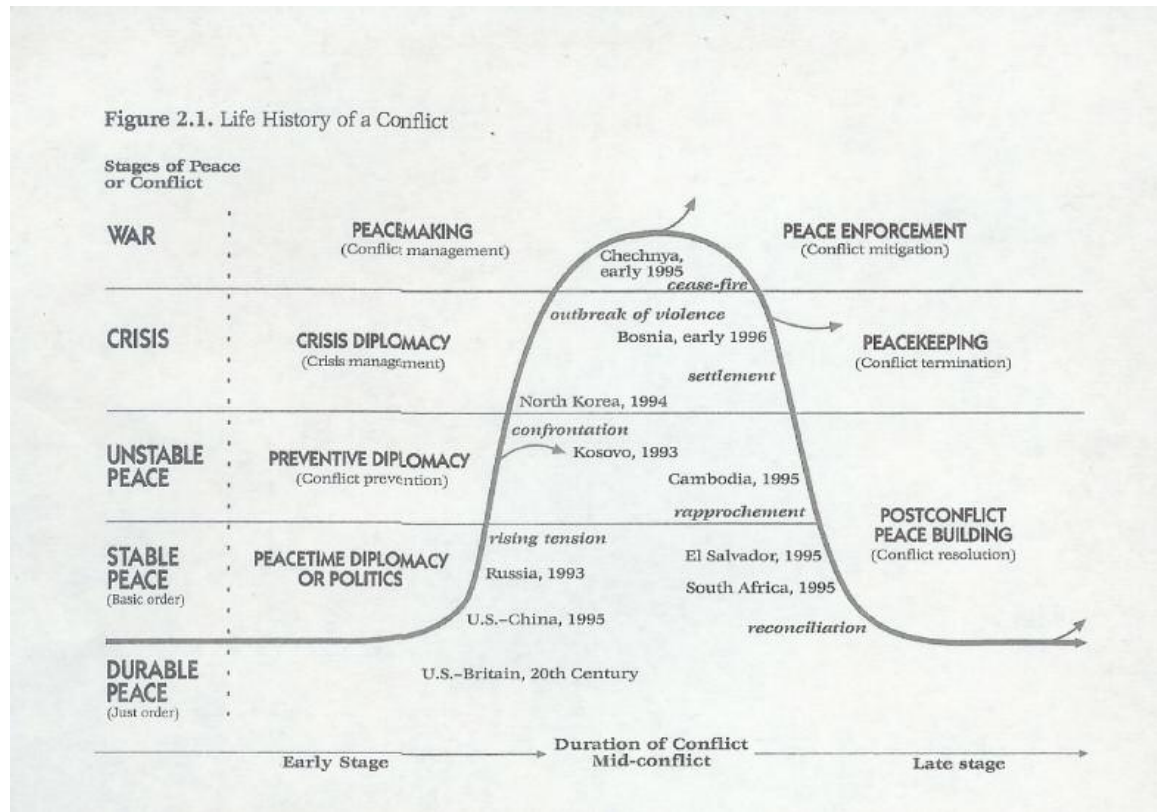 Figure 2.1. Life History of a Conflict
Stages of Peace
or Conflict
WAR
PEACEMAKING
(Conflict management)
Chechnya,
early 1995
cease-fire
PEACE ENFORCEMENT
(Conflict mitigation)
CRISIS
CRISIS DIPLOMACY
(Crisis management)
outbreak of violence
Bosnia, early 1996
settlement
North Korea, 1994
PEACEKEEPING
(Conflict termination)
UNSTABLE
PEACE
PREVENTIVE DIPLOMACY
(Conflict prevention)
confrontation
Kosovo, 1993
Cambodia, 1995
rapprochement
POSTCONFLICT
PEACE BUILDING
(Conflict resolution)
STABLE
PEACE
(Basic order)
PEACETIME DIPLOMACY
OR POLITICS
rising tension
Russia, 1993
U.S.–China, 1995
El Salvador, 1995
South Africa, 1995
reconciliation
DURABLE
PEACE
(Just order)
U.S.–Britain, 20th Century
Early Stage
Duration of Conflict
Mid-conflict
Late stage